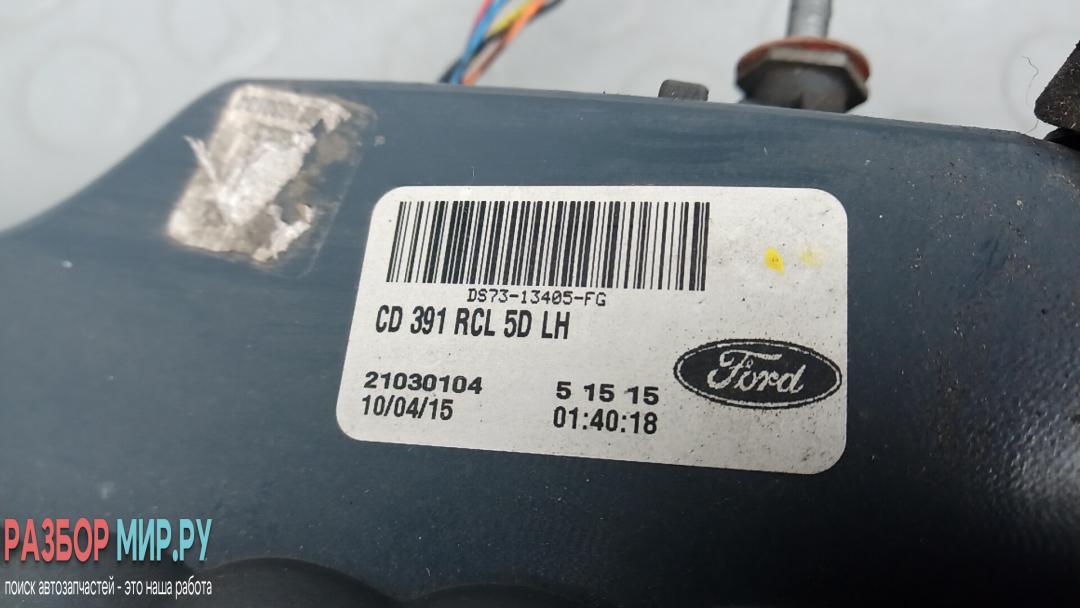 DS73-13405-FG
CD 391 RCL 5D LH
21030104 5 15 15
10/04/15 01:40:18
Ford
РАЗБОР МИР.РУ
поиск автозапчастей - это наша работа